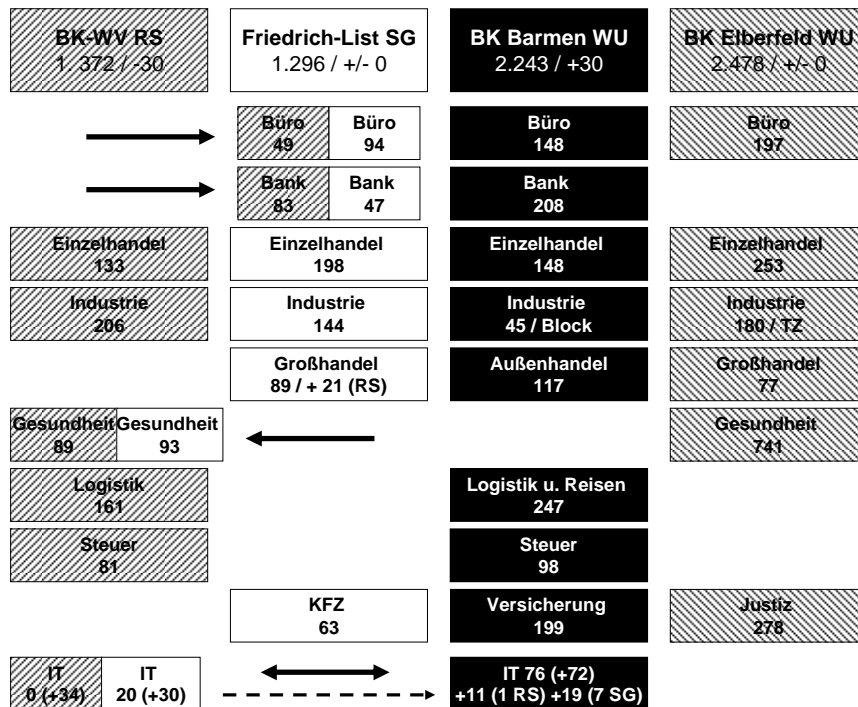 BK-WV RS
1. 372 / -30
Friedrich-List SG
1.296 / +/- 0
BK Barmen WU
2.243 / +30
BK Elberfeld WU
2.478 / +/- 0
Büro
49
Büro
94
Büro
148
Büro
197
Bank
83
Bank
47
Bank
208
Einzelhandel
133
Einzelhandel
198
Einzelhandel
148
Einzelhandel
253
Industrie
206
Industrie
144
Industrie
45 / Block
Industrie
180 / TZ
Großhandel
89 / + 21 (RS)
Außenhandel
117
Großhandel
77
Gesundheit
89
Gesundheit
93
Gesundheit
741
Logistik
161
Logistik u. Reisen
247
Steuer
81
Steuer
98
KFZ
63
Versicherung
199
Justiz
278
IT
0 (+34)
IT
20 (+30)
IT 76 (+72)
+11 (1 RS) +19 (7 SG)